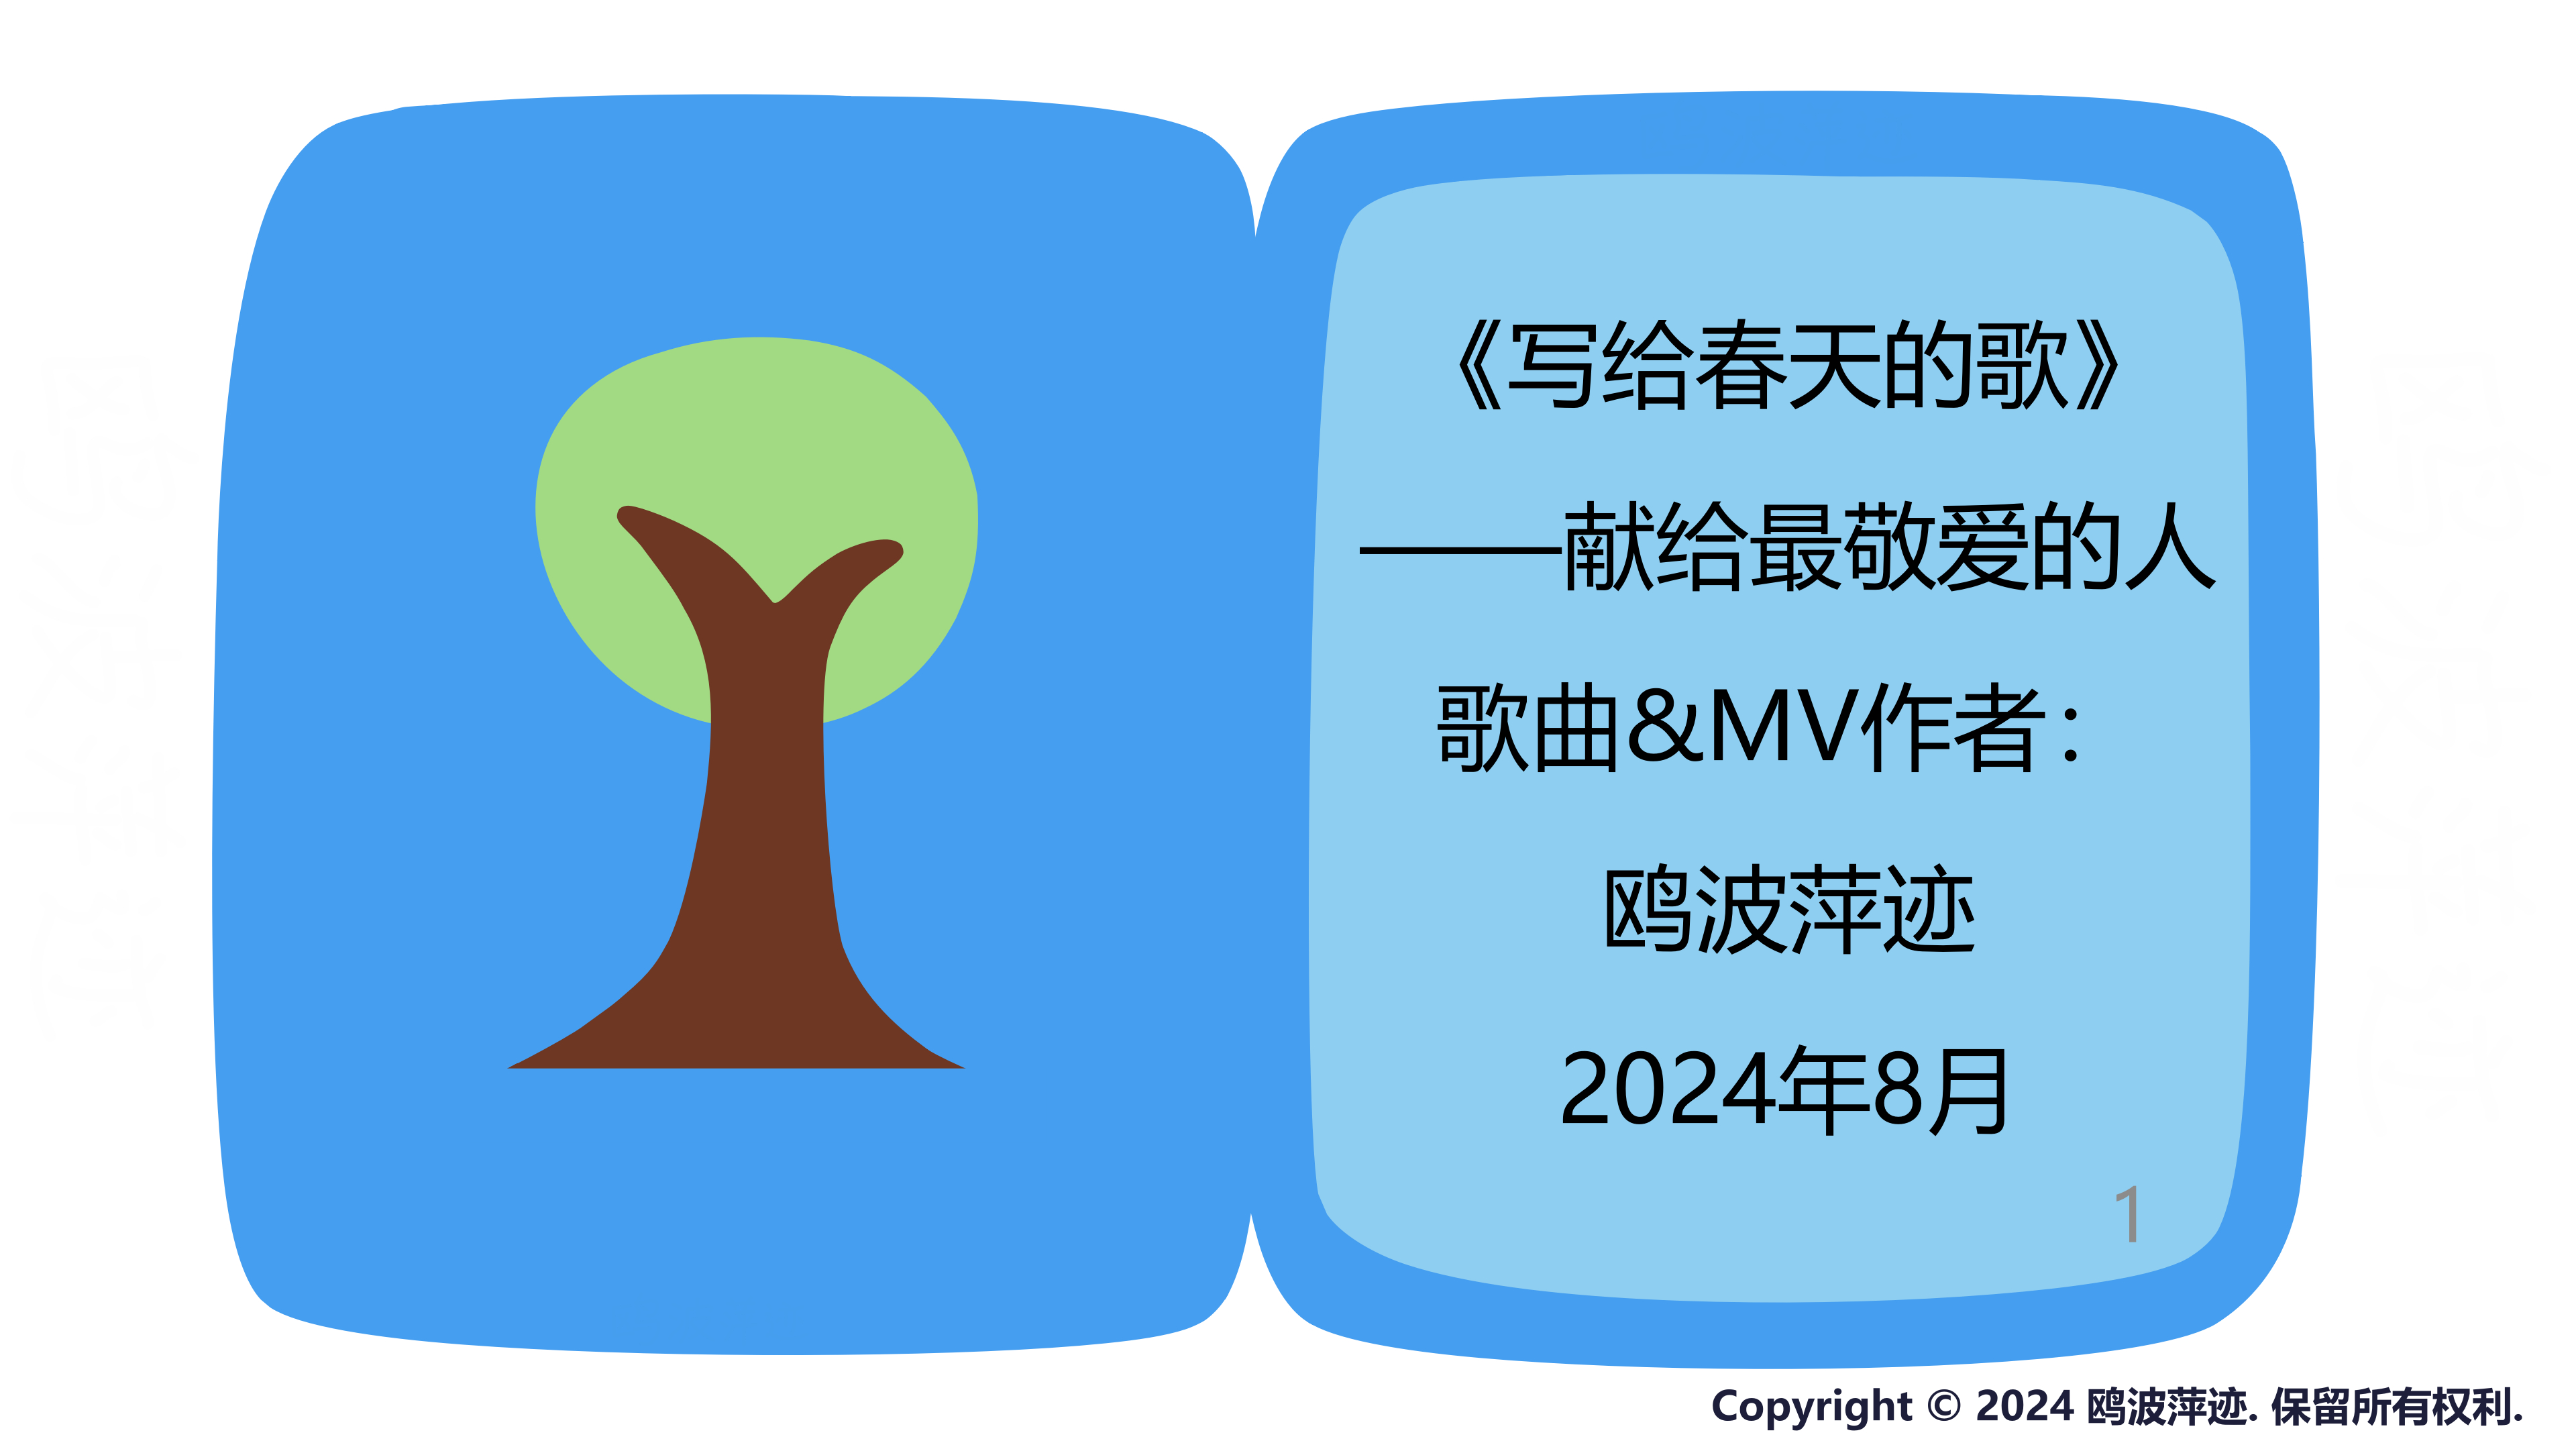 《写给春天的歌》
——献给最敬爱的人
歌曲&MV作者：
鸥波萍迹
2024年8月
1
Copyright © 2024 鸥波萍迹. 保留所有权利.